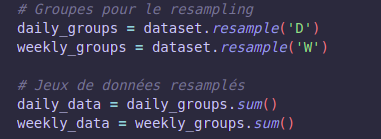 # Groupes pour le resampling
daily_groups = dataset.resample('D')
weekly_groups = dataset.resample('W')
# Jeux de données resamplés
daily_data = daily_groups.sum()
weekly_data = weekly_groups.sum()